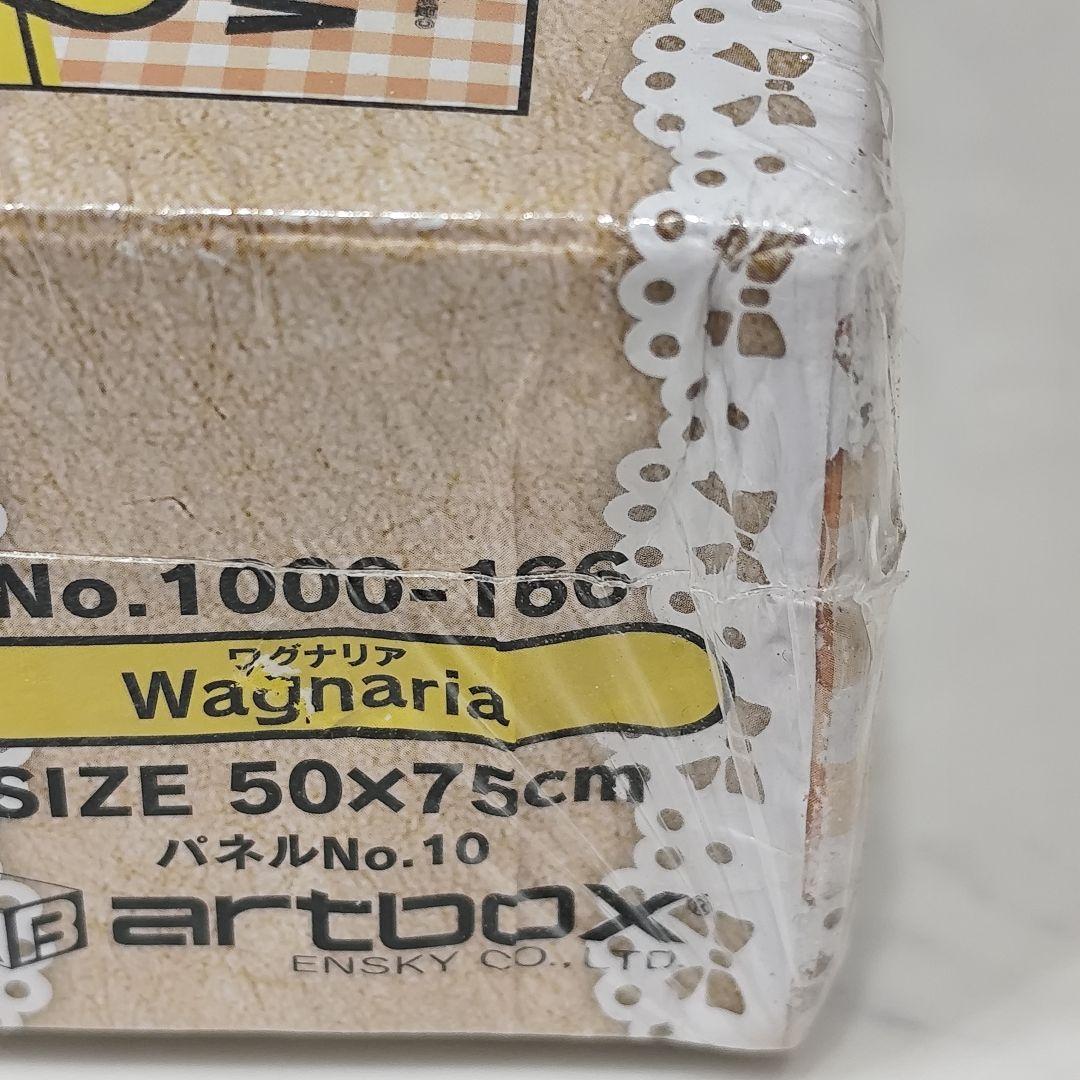 No.1000-166
ワグナリア
Wagnaria
SIZE 50×75cm
パネルNo.10
artbox®
ENSKY CO., LTD.